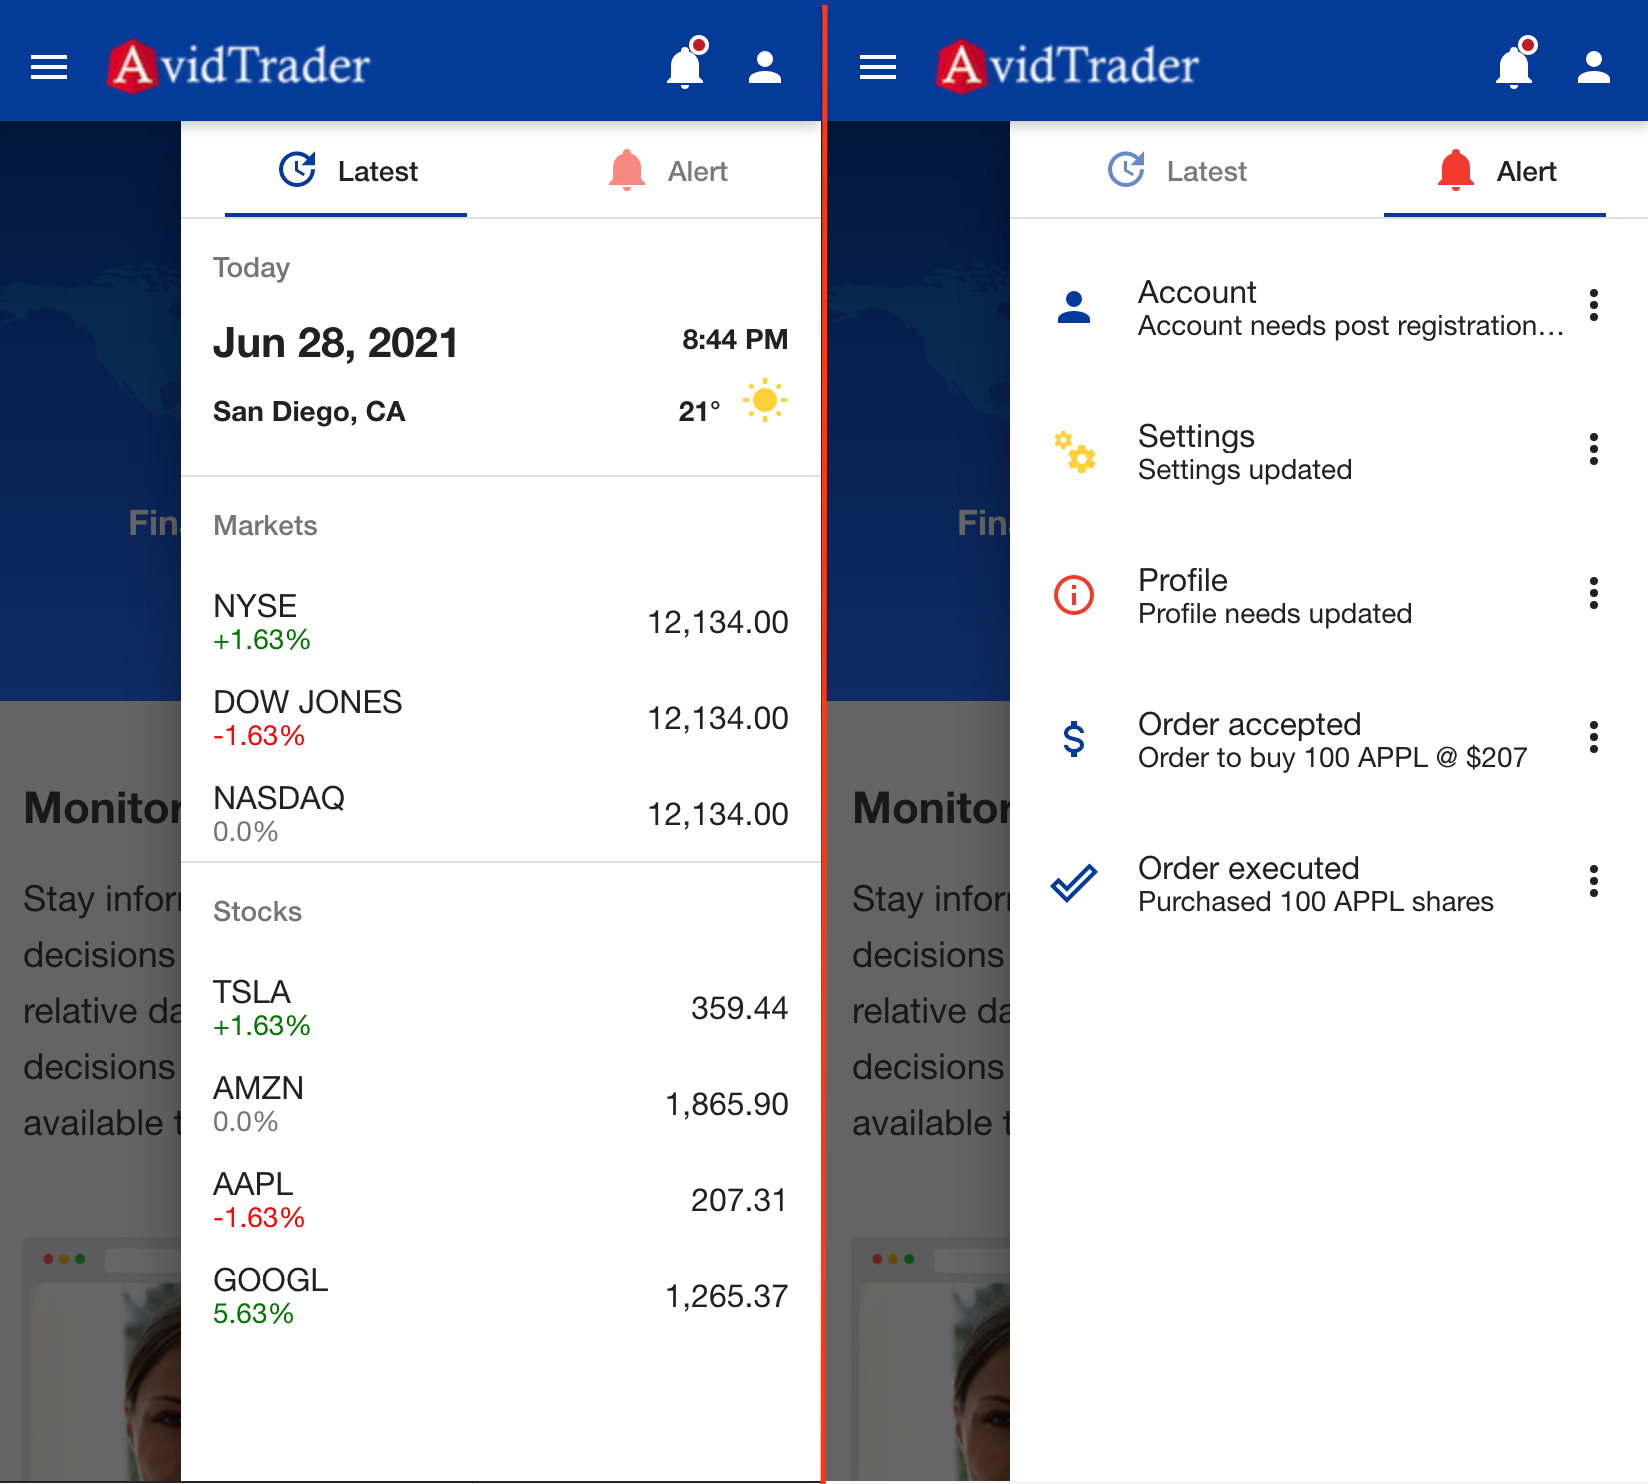 AvidTrader
Latest
Alert
Today
Jun 28, 2021
8:44 PM
San Diego, CA
21°
Markets
NYSE
+1.63%
12,134.00
DOW JONES
-1.63%
12,134.00
NASDAQ
0.0%
12,134.00
Stocks
TSLA
+1.63%
359.44
AMZN
0.0%
1,865.90
AAPL
-1.63%
207.31
GOOGL
5.63%
1,265.37
Fin
Monitor
Stay infor
decisions
relative da
decisions
available t
AvidTrader
Latest
Alert
Account
Account needs post registration...
Settings
Settings updated
Profile
Profile needs updated
Order accepted
Order to buy 100 APPL @ $207
Order executed
Purchased 100 APPL shares
Fin
Monitor
Stay infor
decisions
relative da
decisions
available t